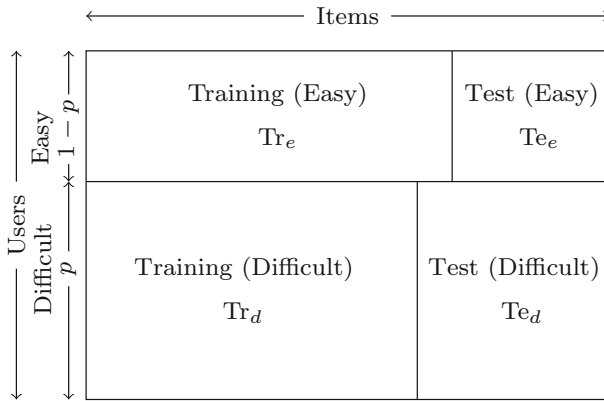 Items
Users
Easy
1 − p
Training (Easy)
Tr_e
Test (Easy)
Te_e
Difficult
p
Training (Difficult)
Tr_d
Test (Difficult)
Te_d